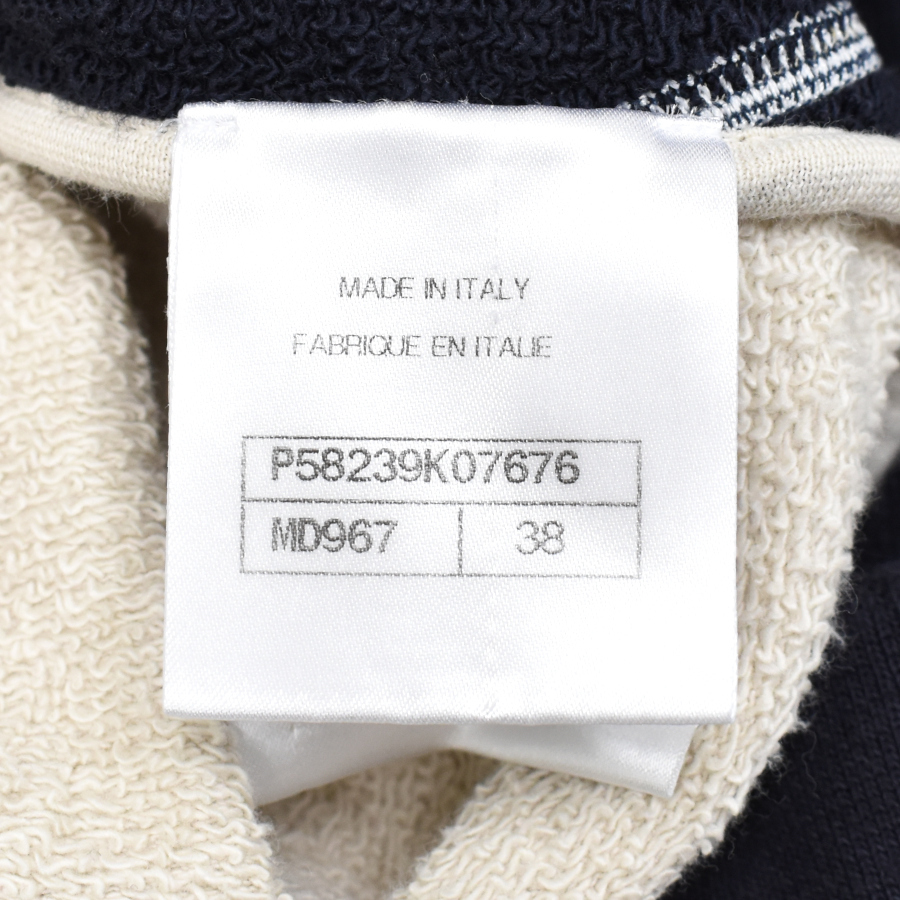 MADE IN ITALY
FABRIQUE EN ITALIE
P58239K07676
MD967 38